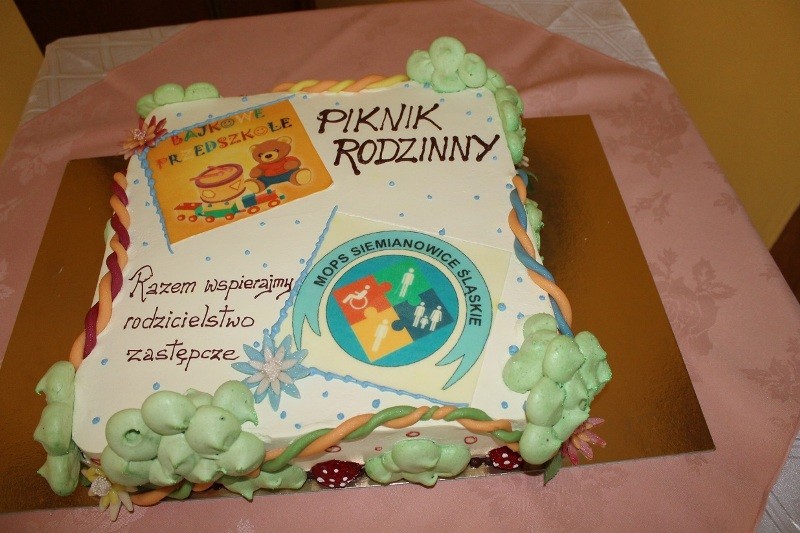 BAJKOWE
PRZEDSZKOLE
PIKNIK
RODZINNY
MOPS SIEMIANOWICE ŚLĄSKIE
Razem wspierajmy
rodzicielstwo
zastępcze